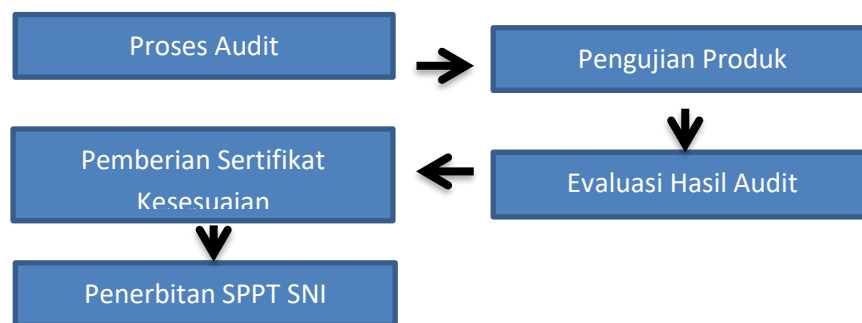 Proses Audit
Pengujian Produk
Evaluasi Hasil Audit
Pemberian Sertifikat
Kesesuaian
Penerbitan SPPT SNI